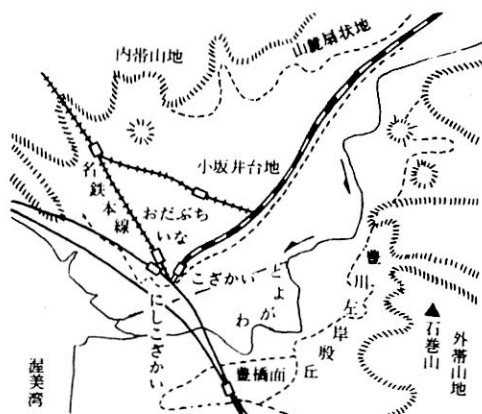 山麓扇状地
内帯山地
小坂井台地
名鉄本線
おだぶち
いな
こざかい
にしこざかい
とよがわ
豊川左岸段丘
石巻山
外帯山地
豊橋面
渥美湾